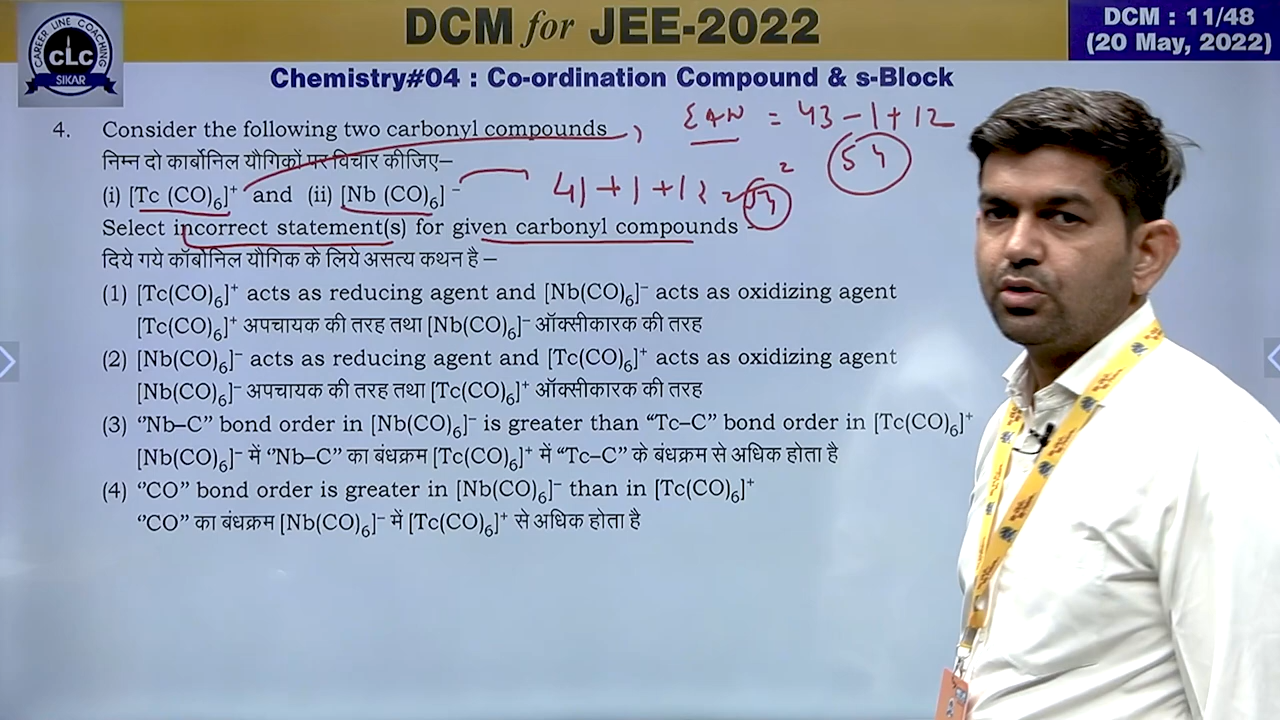 CAREER LINE COACHING
CLC
SIKAR
DCM for JEE-2022
DCM : 11/48
(20 May, 2022)
Chemistry#04 : Co-ordination Compound & s-Block
4. Consider the following two carbonyl compounds , EAN = 43 – 1 + 12
54
निम्न दो कार्बोनिल यौगिकों पर विचार कीजिए–
(i) [Tc (CO)₆]⁺ and (ii) [Nb (CO)₆]⁻ 41 + 1 + 12 = 54
Select incorrect statement(s) for given carbonyl compounds -
दिये गये कॉर्बोनिल यौगिक के लिये असत्य कथन है –
(1) [Tc(CO)₆]⁺ acts as reducing agent and [Nb(CO)₆]⁻ acts as oxidizing agent
[Tc(CO)₆]⁺ अपचायक की तरह तथा [Nb(CO)₆]⁻ ऑक्सीकारक की तरह
(2) [Nb(CO)₆]⁻ acts as reducing agent and [Tc(CO)₆]⁺ acts as oxidizing agent
[Nb(CO)₆]⁻ अपचायक की तरह तथा [Tc(CO)₆]⁺ ऑक्सीकारक की तरह
(3) “Nb–C” bond order in [Nb(CO)₆]⁻ is greater than “Tc–C” bond order in [Tc(CO)₆]⁺
[Nb(CO)₆]⁻ में “Nb–C” का बंधक्रम [Tc(CO)₆]⁺ में “Tc–C” के बंधक्रम से अधिक होता है
(4) “CO” bond order is greater in [Nb(CO)₆]⁻ than in [Tc(CO)₆]⁺
“CO” का बंधक्रम [Nb(CO)₆]⁻ में [Tc(CO)₆]⁺ से अधिक होता है